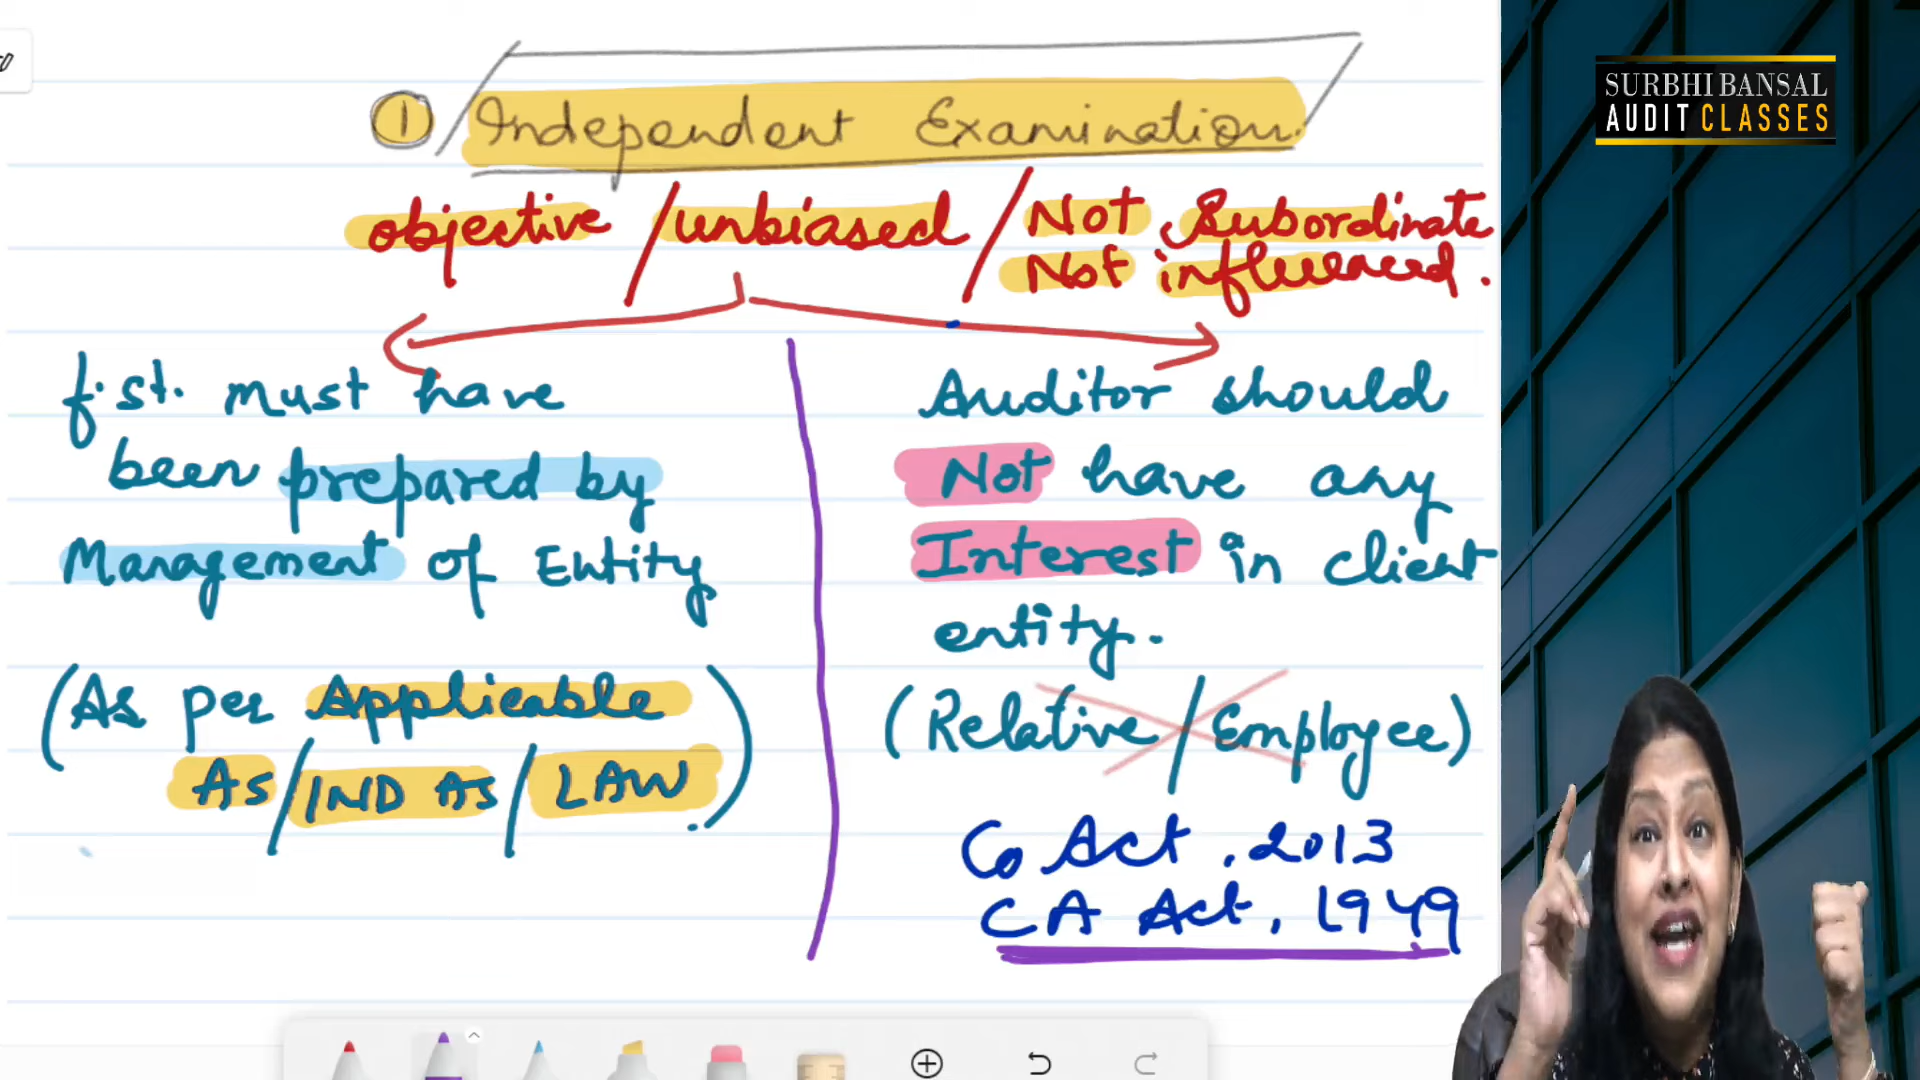 SURBHI BANSAL
AUDIT CLASSES
① Independent Examination.
objective / unbiased / Not Subordinate
Not influenced.
f.st. must have
been prepared by
Management of Entity
(As per Applicable
As / IND AS / LAW)
Auditor should
Not have any
Interest in client
entity.
(Relative / Employee)
Co Act, 2013
CA Act, 1949